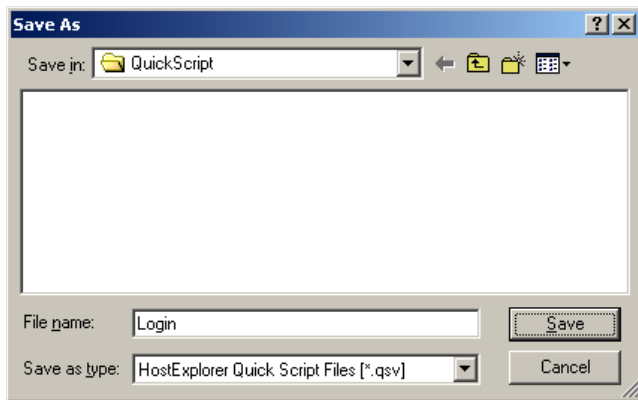 Save As
Save in: QuickScript
File name: Login Save
Save as type: HostExplorer Quick Script Files [*.qsv] Cancel